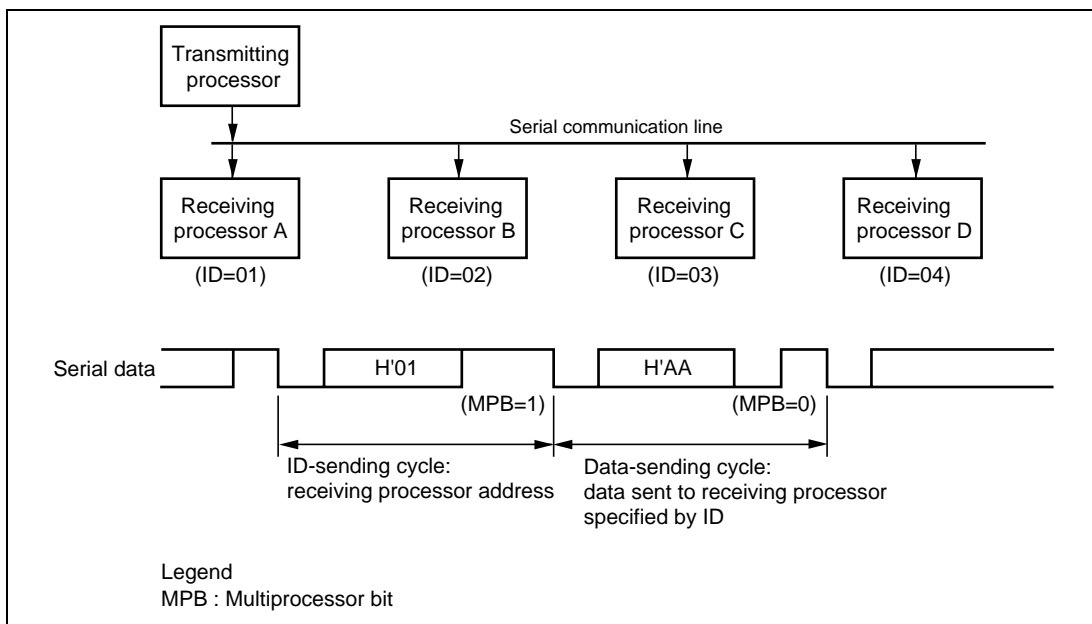 Transmitting
processor
Serial communication line
Receiving
processor A
Receiving
processor B
Receiving
processor C
Receiving
processor D
(ID=01)
(ID=02)
(ID=03)
(ID=04)
Serial data
H'01
H'AA
(MPB=1)
(MPB=0)
ID-sending cycle:
receiving processor address
Data-sending cycle:
data sent to receiving processor
specified by ID
Legend
MPB : Multiprocessor bit